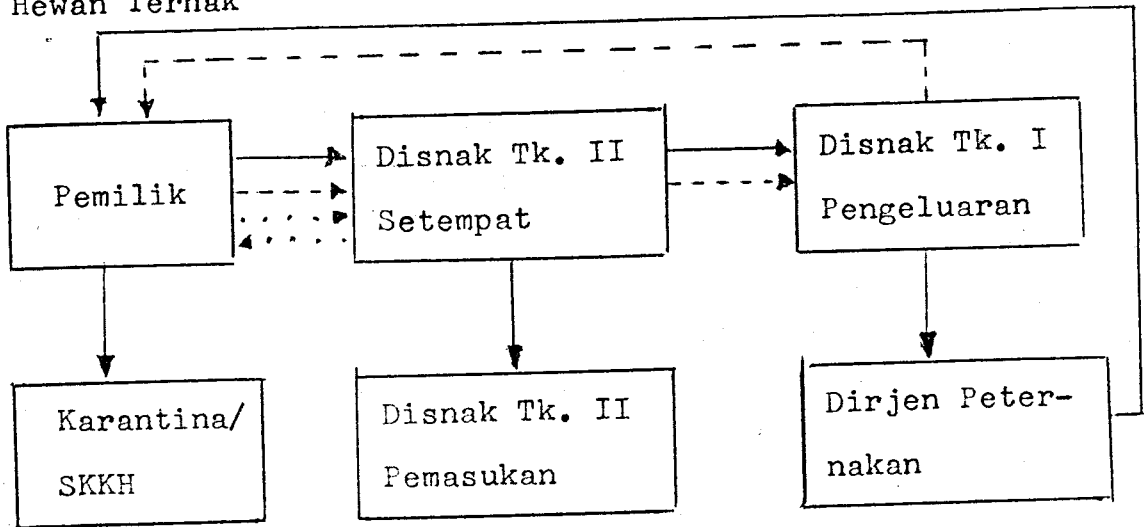 Hewan Ternak
Pemilik
Disnak Tk. II
Setempat
Disnak Tk. I
Pengeluaran
Karantina/
SKKH
Disnak Tk. II
Pemasukan
Dirjen Peter-
nakan